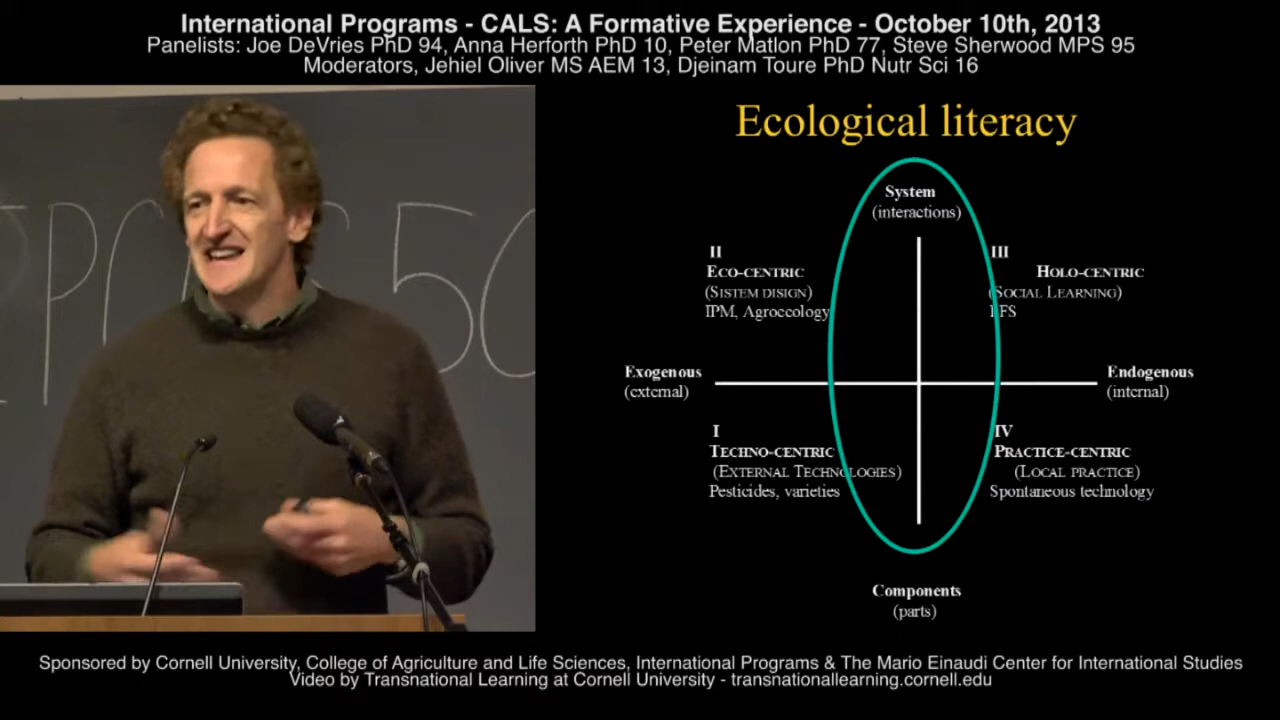 International Programs - CALS: A Formative Experience - October 10th, 2013
Panelists: Joe DeVries PhD 94, Anna Herforth PhD 10, Peter Matlon PhD 77, Steve Sherwood MPS 95
Moderators, Jehiel Oliver MS AEM 13, Djeinam Toure PhD Nutr Sci 16
IPCALS 50
Ecological literacy
System
(interactions)
II
ECO-CENTRIC
(SISTEM DISIGN)
IPM, Agroecology
III
HOLO-CENTRIC
(SOCIAL LEARNING)
FFS
Exogenous
(external)
Endogenous
(internal)
I
TECHNO-CENTRIC
(EXTERNAL TECHNOLOGIES)
Pesticides, varieties
IV
PRACTICE-CENTRIC
(LOCAL PRACTICE)
Spontaneous technology
Components
(parts)
Sponsored by Cornell University, College of Agriculture and Life Sciences, International Programs & The Mario Einaudi Center for International Studies
Video by Transnational Learning at Cornell University - transnationallearning.cornell.edu